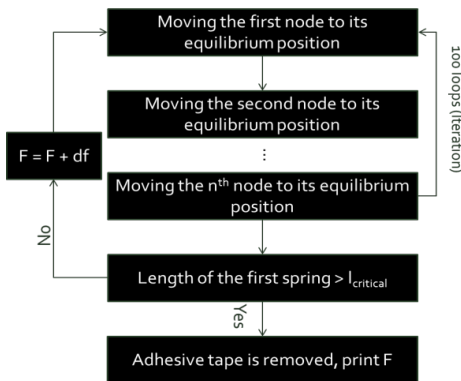 Moving the first node to its
equilibrium position
100 loops (Iteration)
Moving the second node to its
equilibrium position
F = F + df
...
Moving the nth node to its equilibrium
position
No
Length of the first spring > lcritical
Yes
Adhesive tape is removed, print F